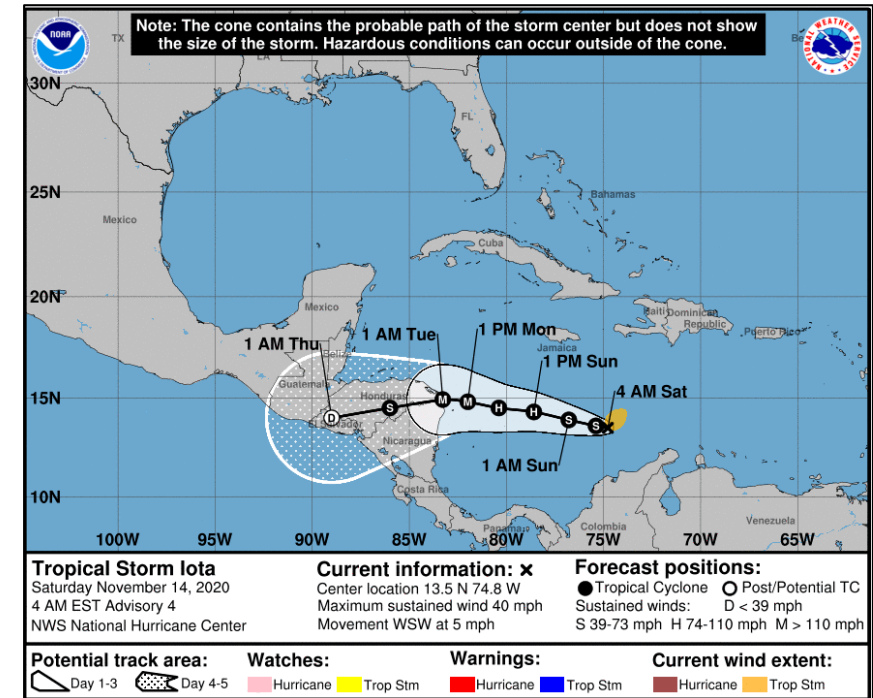 Note: The cone contains the probable path of the storm center but does not show
the size of the storm. Hazardous conditions can occur outside of the cone.
NOAA
NATIONAL WEATHER SERVICE
TX
LA
Be
30N
FL
25N
Mexico
Bahamas
Cuba
20N
Mexico
Haiti Dominican
Republic
Puerto Rico
1 AM Thu
1 AM Tue
1 PM Mon
Jamaica
Belize
1 PM Sun
Guatemala
4 AM Sat
15N
Honduras
D S M M H H S S
El Salvador
Nicaragua
1 AM Sun
10N
Costa Rica
Panama
Colombia
Venezuela
100W 95W 90W 85W 80W 75W 70W 65W
Tropical Storm Iota
Saturday November 14, 2020
4 AM EST Advisory 4
NWS National Hurricane Center
Current information: x
Center location 13.5 N 74.8 W
Maximum sustained wind 40 mph
Movement WSW at 5 mph
Forecast positions:
Tropical Cyclone Post/Potential TC
Sustained winds: D < 39 mph
S 39-73 mph H 74-110 mph M > 110 mph
Potential track area:
Day 1-3 Day 4-5
Watches:
Hurricane Trop Stm
Warnings:
Hurricane Trop Stm
Current wind extent:
Hurricane Trop Stm